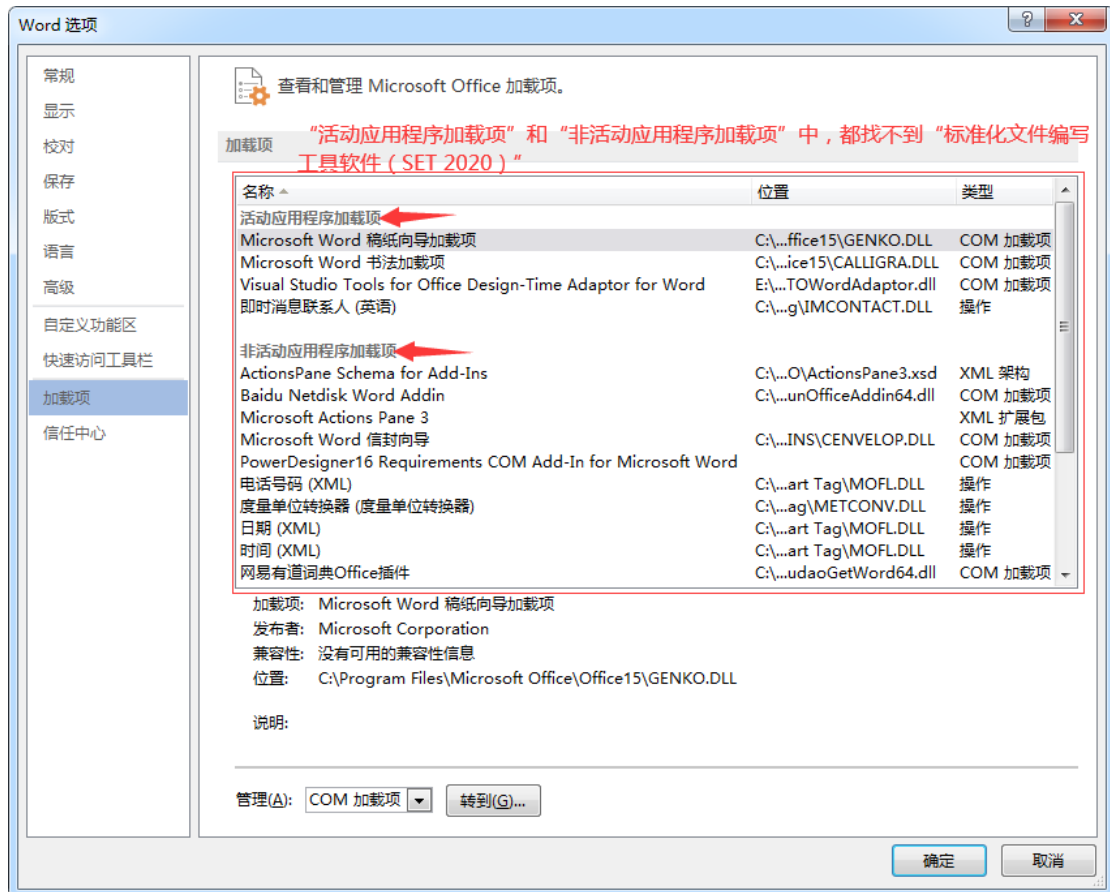 Word 选项
常规
显示
校对
保存
版式
语言
高级
自定义功能区
快速访问工具栏
加载项
信任中心
查看和管理 Microsoft Office 加载项。
加载项
“活动应用程序加载项”和“非活动应用程序加载项”中，都找不到“标准化文件编写
工具软件（SET 2020）”
名称 位置 类型
活动应用程序加载项
Microsoft Word 稿纸向导加载项 C:\...ffice15\GENKO.DLL COM 加载项
Microsoft Word 书法加载项 C:\...ice15\CALLIGRA.DLL COM 加载项
Visual Studio Tools for Office Design-Time Adaptor for Word E:\...TOWordAdaptor.dll COM 加载项
即时消息联系人 (英语) C:\...g\IMCONTACT.DLL 操作
非活动应用程序加载项
ActionsPane Schema for Add-Ins C:\...O\ActionsPane3.xsd XML 架构
Baidu Netdisk Word Addin C:\...unOfficeAddin64.dll COM 加载项
Microsoft Actions Pane 3 XML 扩展包
Microsoft Word 信封向导 C:\...INS\CENVELOP.DLL COM 加载项
PowerDesigner16 Requirements COM Add-In for Microsoft Word COM 加载项
电话号码 (XML) C:\...art Tag\MOFL.DLL 操作
度量单位转换器 (度量单位转换器) C:\...ag\METCONV.DLL 操作
日期 (XML) C:\...art Tag\MOFL.DLL 操作
时间 (XML) C:\...art Tag\MOFL.DLL 操作
网易有道词典Office插件 C:\...udaoGetWord64.dll COM 加载项
加载项: Microsoft Word 稿纸向导加载项
发布者: Microsoft Corporation
兼容性: 没有可用的兼容性信息
位置: C:\Program Files\Microsoft Office\Office15\GENKO.DLL
说明:
管理(A): COM 加载项 转到(G)...
确定 取消